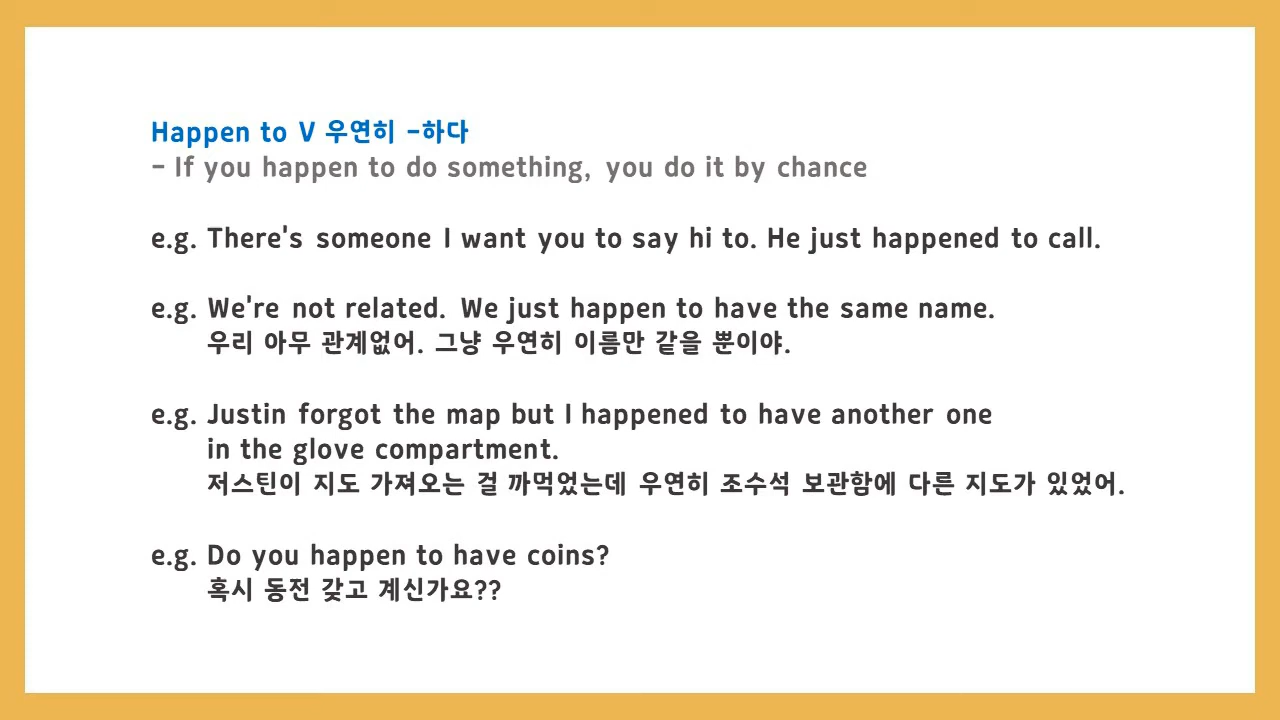 Happen to V 우연히 -하다
- If you happen to do something, you do it by chance
e.g. There's someone I want you to say hi to. He just happened to call.
e.g. We're not related. We just happen to have the same name.
우리 아무 관계없어. 그냥 우연히 이름만 같을 뿐이야.
e.g. Justin forgot the map but I happened to have another one
in the glove compartment.
저스틴이 지도 가져오는 걸 까먹었는데 우연히 조수석 보관함에 다른 지도가 있었어.
e.g. Do you happen to have coins?
혹시 동전 갖고 계신가요??